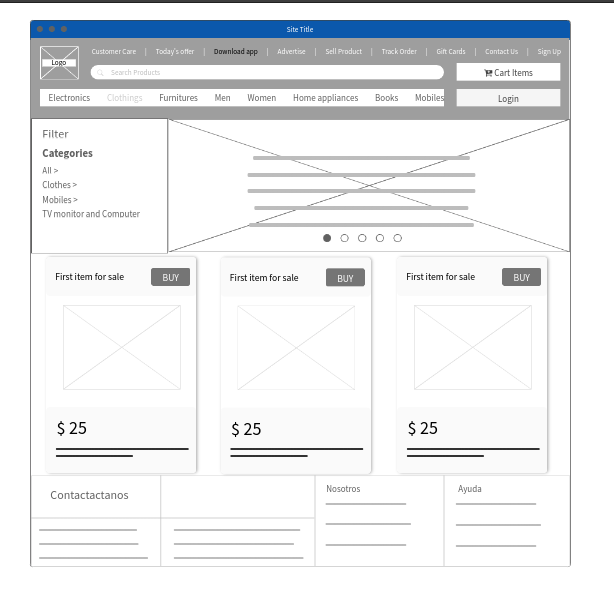 Site Title
Customer Care | Today's offer | Download app | Advertise | Sell Product | Track Order | Gift Cards | Contact Us | Sign Up
Logo
Search Products
Cart Items
Electronics Clothings Furnitures Men Women Home appliances Books Mobiles
Login
Filter
Categories
All >
Clothes >
Mobiles >
TV monitor and Computer
First item for sale BUY
$ 25
First item for sale BUY
$ 25
First item for sale BUY
$ 25
Contactactanos
Nosotros
Ayuda